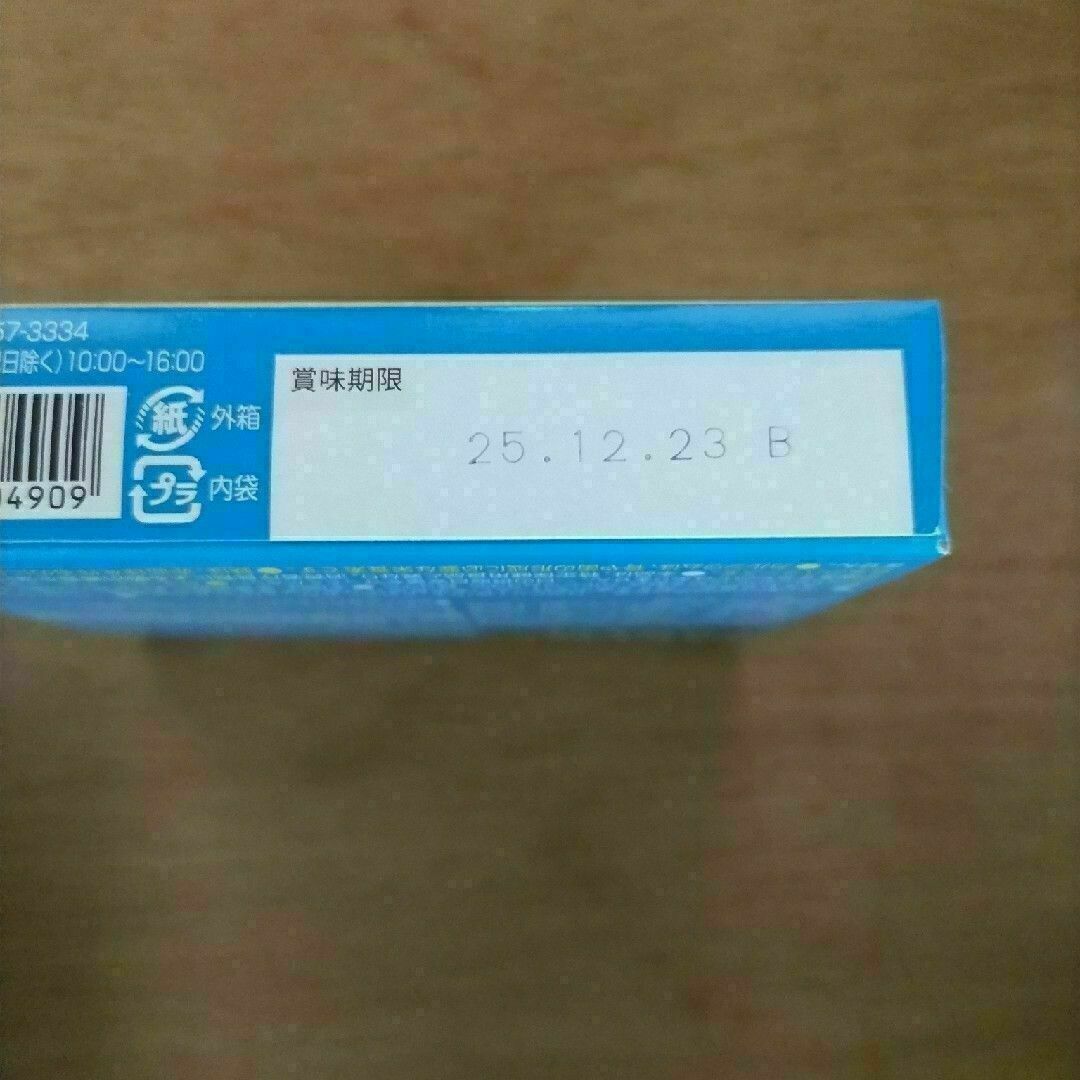 57-3334
日除く)10:00~16:00
賞味期限
紙 外箱
25.12.23 B
プラ 内袋
4909